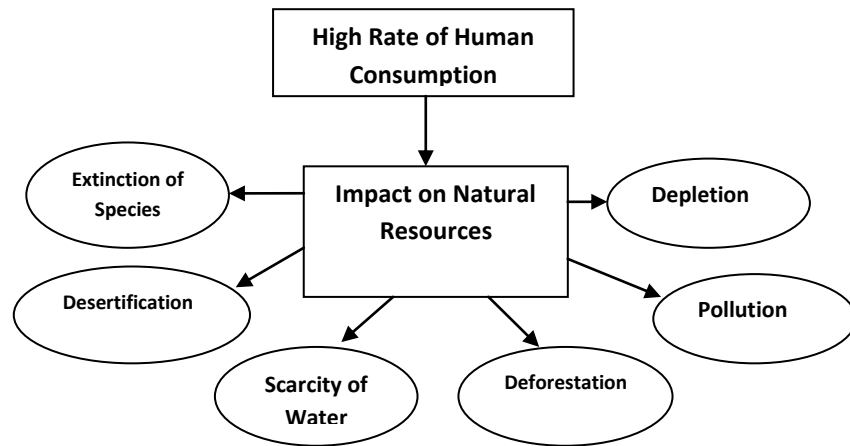 High Rate of Human
Consumption
Impact on Natural
Resources
Extinction of
Species
Depletion
Desertification
Pollution
Scarcity of
Water
Deforestation